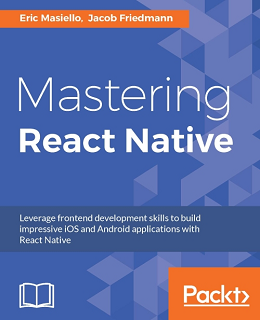 Eric Masiello, Jacob Friedmann
Mastering
React Native
Leverage frontend development skills to build
impressive iOS and Android applications with
React Native
Packt>